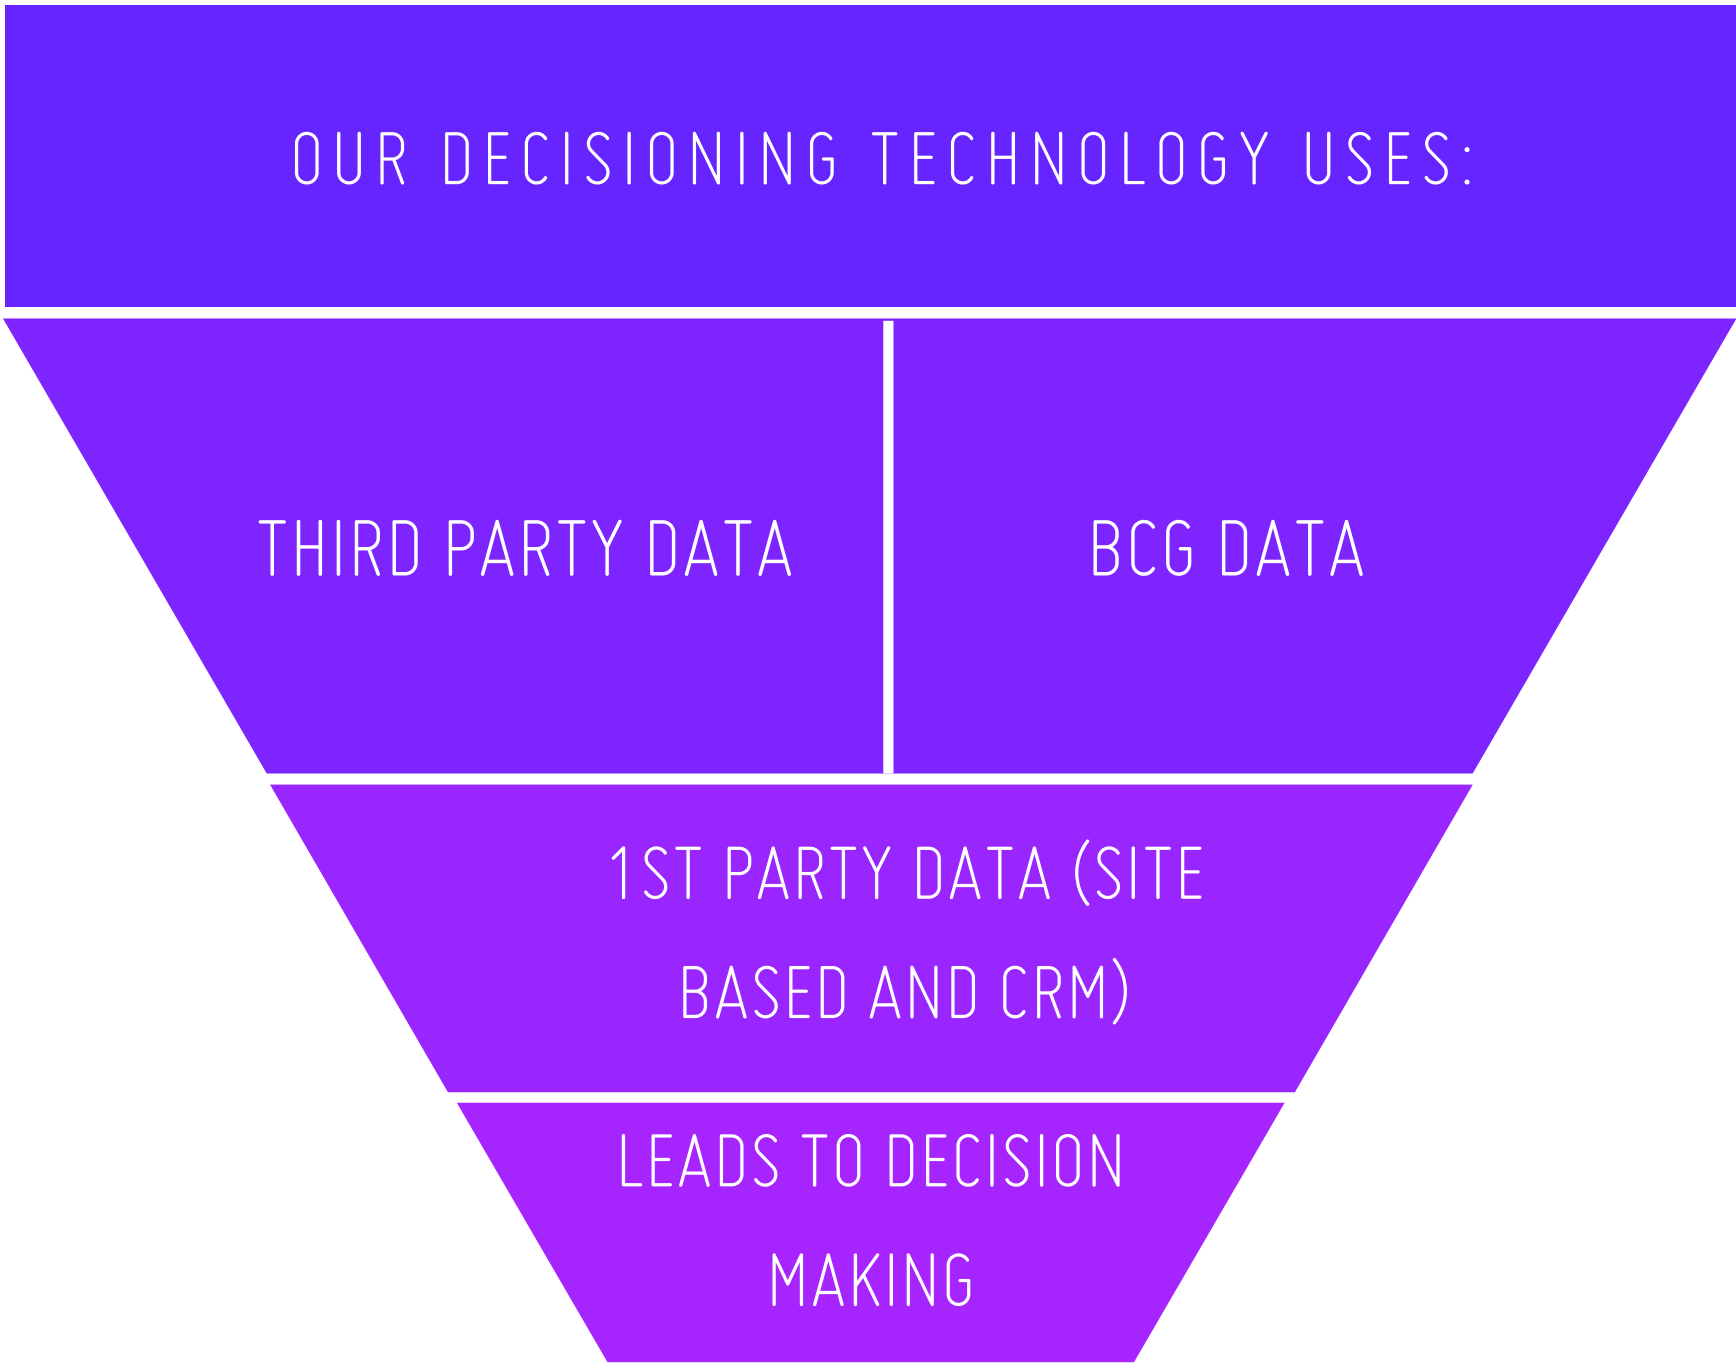 OUR DECISIONING TECHNOLOGY USES:
THIRD PARTY DATA
BCG DATA
1ST PARTY DATA (SITE
BASED AND CRM)
LEADS TO DECISION
MAKING